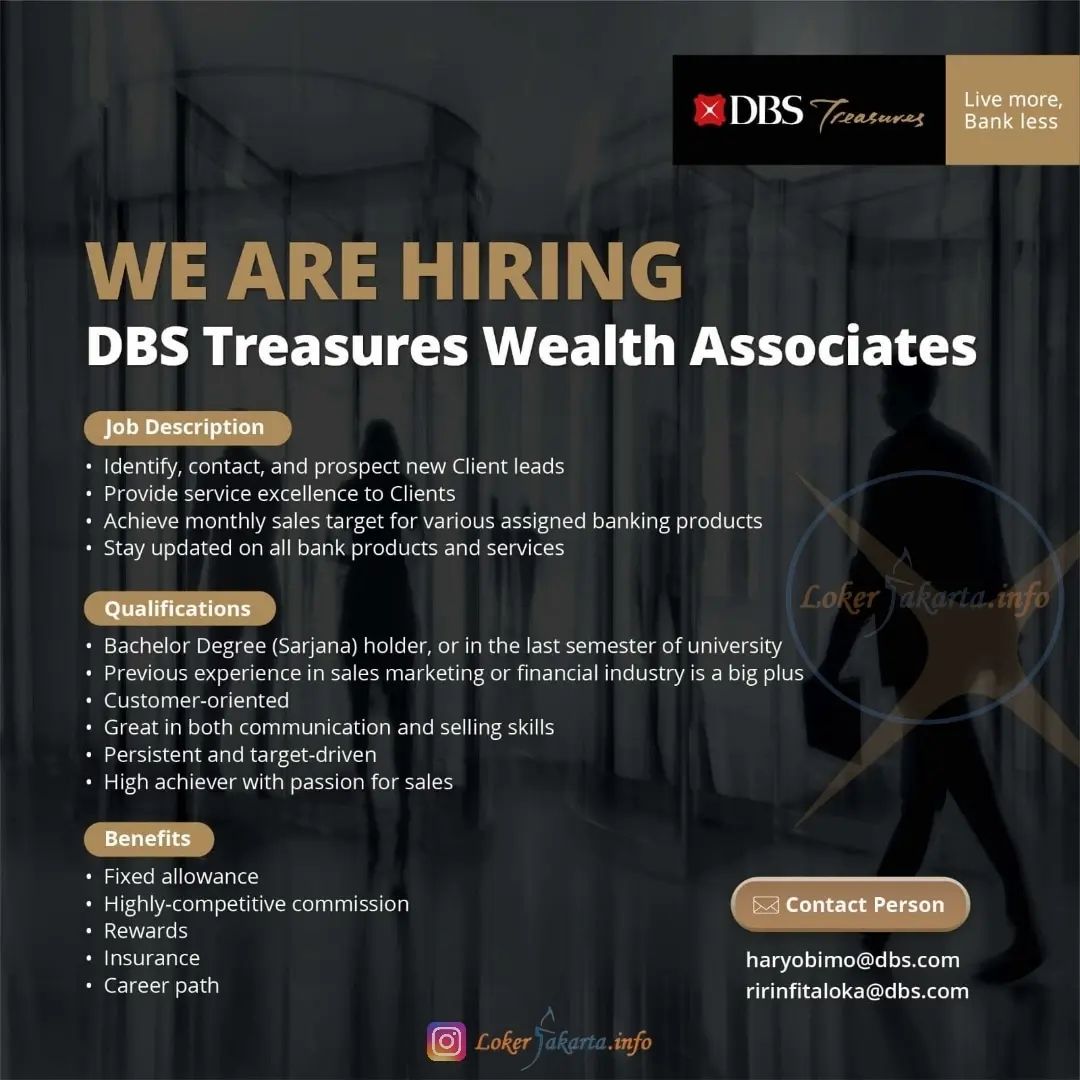 DBS Treasures
Live more,
Bank less
WE ARE HIRING
DBS Treasures Wealth Associates
Job Description
• Identify, contact, and prospect new Client leads
• Provide service excellence to Clients
• Achieve monthly sales target for various assigned banking products
• Stay updated on all bank products and services
Loker Jakarta.info
Qualifications
• Bachelor Degree (Sarjana) holder, or in the last semester of university
• Previous experience in sales marketing or financial industry is a big plus
• Customer-oriented
• Great in both communication and selling skills
• Persistent and target-driven
• High achiever with passion for sales
Benefits
• Fixed allowance
• Highly-competitive commission
• Rewards
• Insurance
• Career path
Contact Person
haryobimo@dbs.com
ririnfitaloka@dbs.com
Loker Jakarta.info